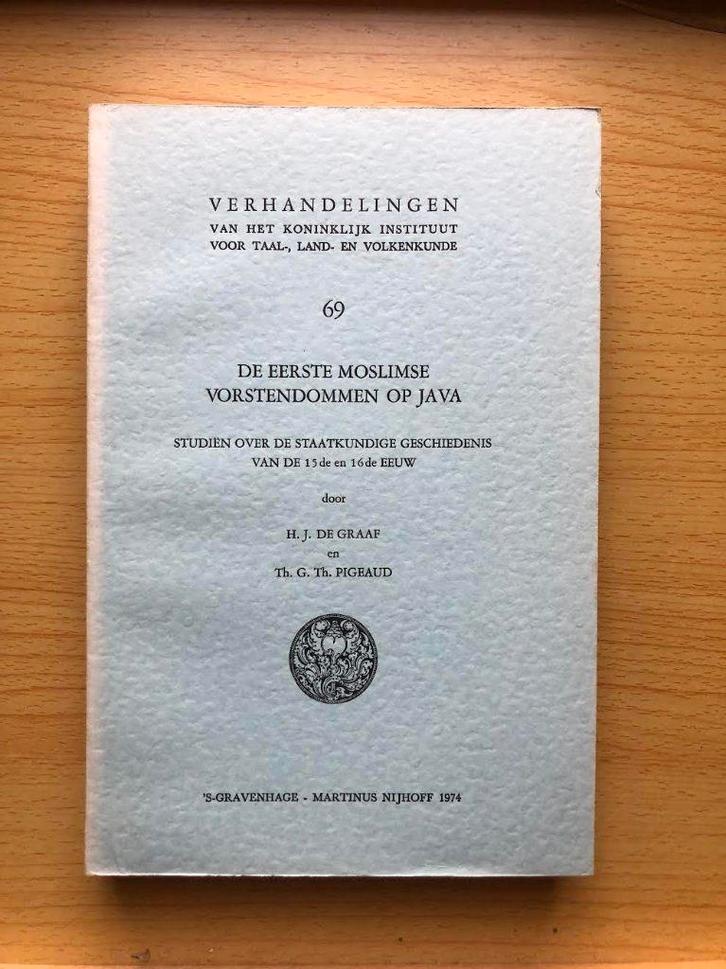 VERHANDELINGEN
VAN HET KONINKLIJK INSTITUUT
VOOR TAAL-, LAND- EN VOLKENKUNDE
69
DE EERSTE MOSLIMSE
VORSTENDOMMEN OP JAVA
STUDIËN OVER DE STAATKUNDIGE GESCHIEDENIS
VAN DE 15de en 16de EEUW
door
H. J. DE GRAAF
en
Th. G. Th. PIGEAUD
'S-GRAVENHAGE - MARTINUS NIJHOFF 1974